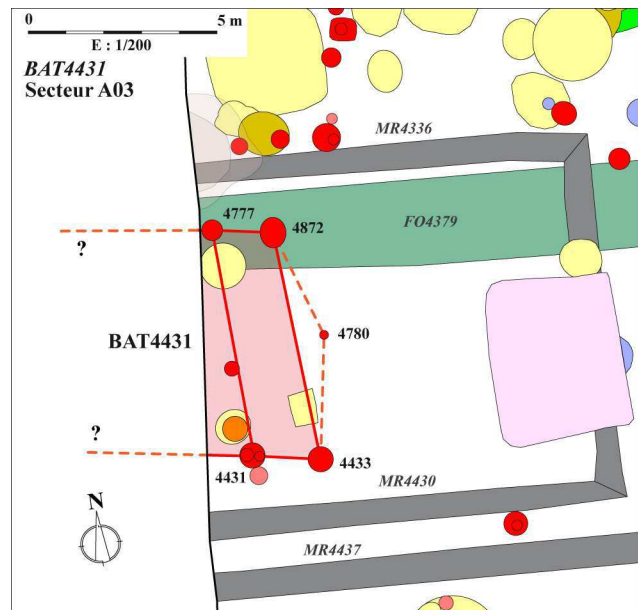 0 5 m
E : 1/200
BAT4431
Secteur A03
MR4336
4777
4872
FO4379
?
4780
BAT4431
?
4431
4433
MR4430
N
MR4437